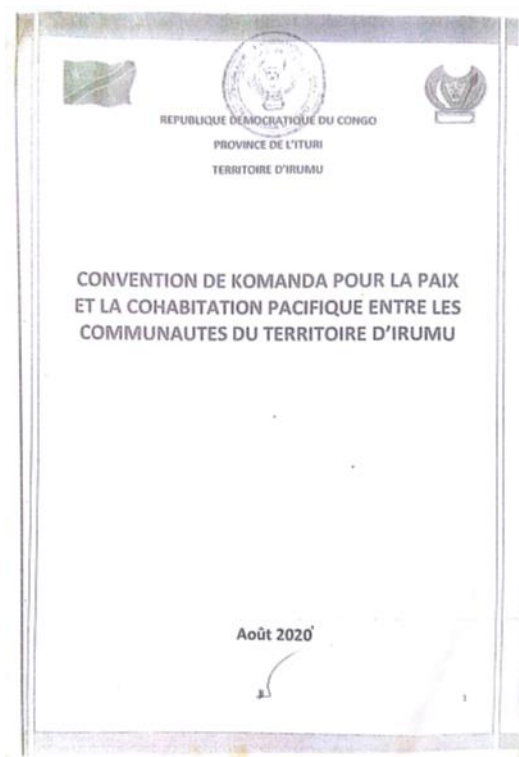 REPUBLIQUE DEMOCRATIQUE DU CONGO
PROVINCE DE L'ITURI
TERRITOIRE D'IRUMU
CONVENTION DE KOMANDA POUR LA PAIX
ET LA COHABITATION PACIFIQUE ENTRE LES
COMMUNAUTES DU TERRITOIRE D'IRUMU
Août 2020
1